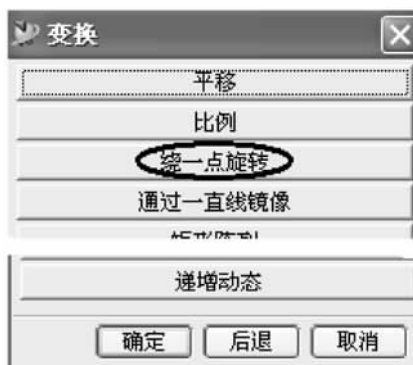 变换
平移
比例
绕一点旋转
通过一直线镜像
递增动态
确定 后退 取消